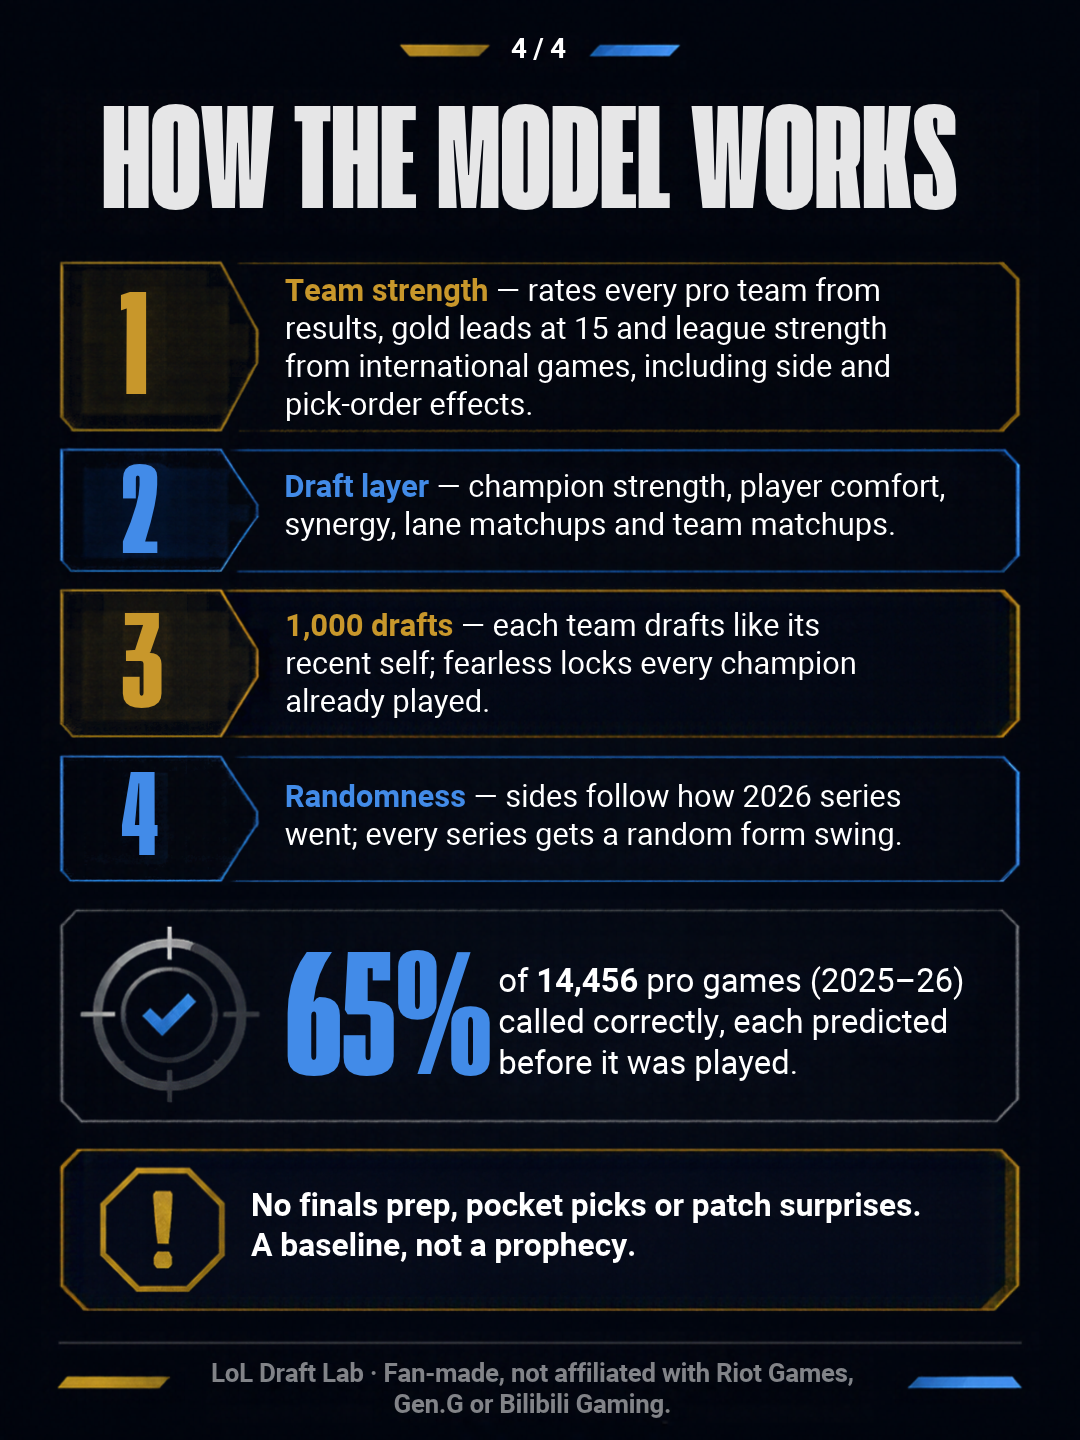 4 / 4
HOW THE MODEL WORKS
1
Team strength — rates every pro team from
results, gold leads at 15 and league strength
from international games, including side and
pick-order effects.
2
Draft layer — champion strength, player comfort,
synergy, lane matchups and team matchups.
3
1,000 drafts — each team drafts like its
recent self; fearless locks every champion
already played.
4
Randomness — sides follow how 2026 series
went; every series gets a random form swing.
65%
of 14,456 pro games (2025–26)
called correctly, each predicted
before it was played.
!
No finals prep, pocket picks or patch surprises.
A baseline, not a prophecy.
LoL Draft Lab · Fan-made, not affiliated with Riot Games,
Gen.G or Bilibili Gaming.